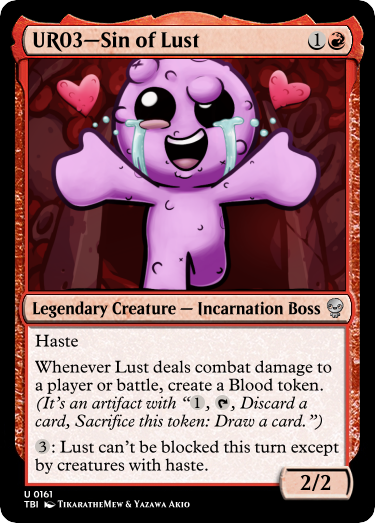 UR03—Sin of Lust 1
Legendary Creature — Incarnation Boss
Haste
Whenever Lust deals combat damage to
a player or battle, create a Blood token.
(It's an artifact with “1, , Discard a
card, Sacrifice this token: Draw a card.”)
3: Lust can't be blocked this turn except
by creatures with haste.
2/2
U 0161
TBI TikaratheMew & Yazawa Akio